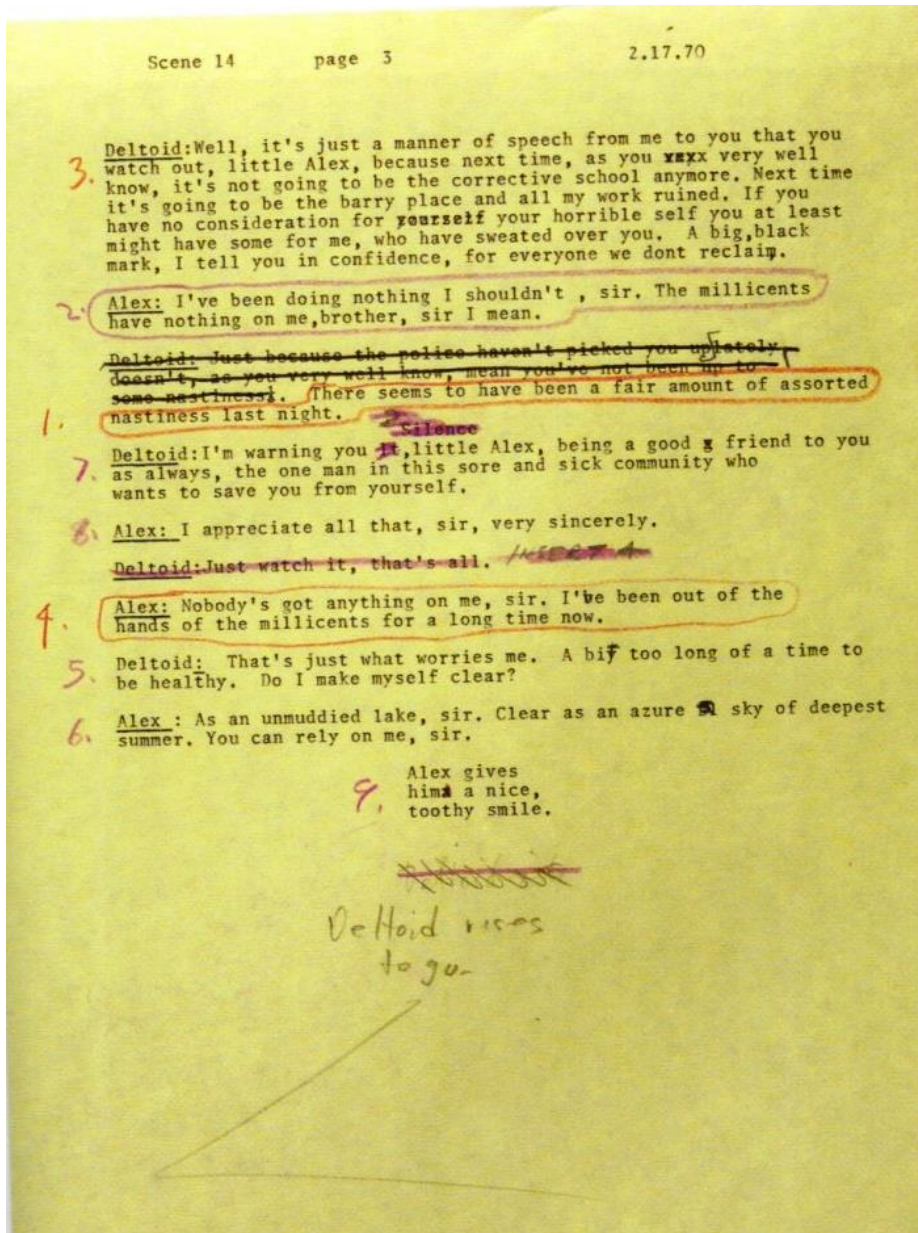 Scene 14 page 3 2.17.70
3. Deltoid:Well, it's just a manner of speech from me to you that you
watch out, little Alex, because next time, as you xxxx very well
know, it's not going to be the corrective school anymore. Next time
it's going to be the barry place and all my work ruined. If you
have no consideration for yourself your horrible self you at least
might have some for me, who have sweated over you. A big,black
mark, I tell you in confidence, for everyone we dont reclaim.
2. Alex: I've been doing nothing I shouldn't , sir. The millicents
have nothing on me,brother, sir I mean.
Deltoid: Just because the police haven't picked you up lately
doesn't, as you very well know, mean you've not been up to
some nastiness. There seems to have been a fair amount of assorted
1. nastiness last night.
Silence
7. Deltoid:I'm warning you it,little Alex, being a good friend to you
as always, the one man in this sore and sick community who
wants to save you from yourself.
8. Alex: I appreciate all that, sir, very sincerely.
Deltoid:Just watch it, that's all. INSERT A
4. Alex: Nobody's got anything on me, sir. I've been out of the
hands of the millicents for a long time now.
5. Deltoid: That's just what worries me. A bit too long of a time to
be healthy. Do I make myself clear?
6. Alex : As an unmuddied lake, sir. Clear as an azure sky of deepest
summer. You can rely on me, sir.
9. Alex gives
him a nice,
toothy smile.
Deltoid rises
to go.